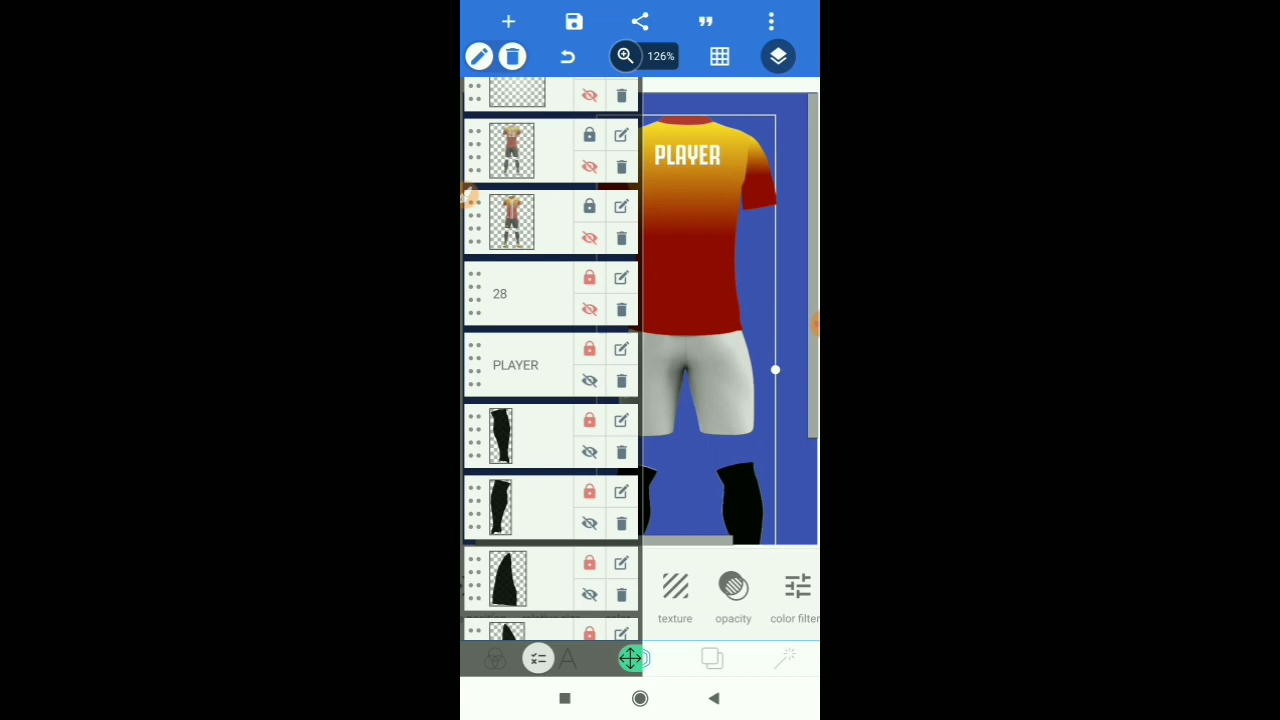 126%
PLAYER
28
PLAYER
texture
opacity
color filter